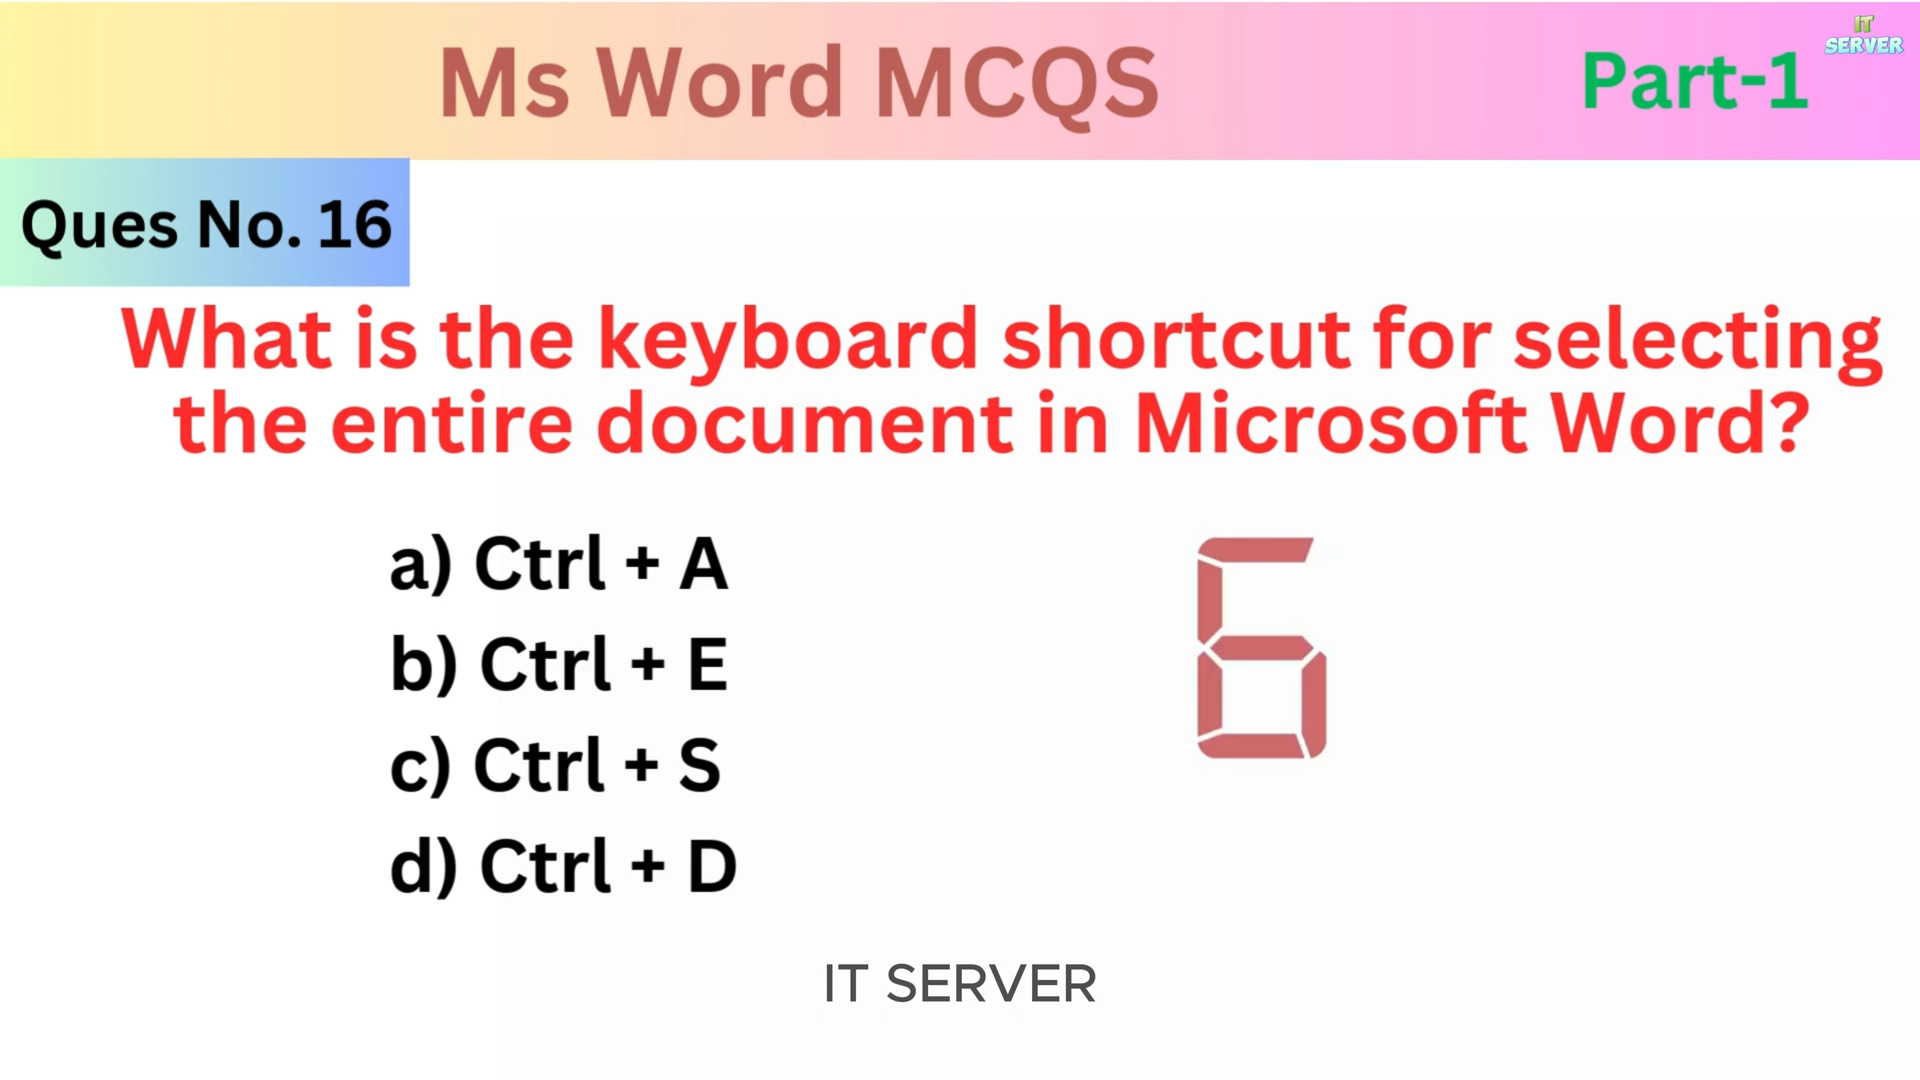 Ms Word MCQS
Part-1
IT
SERVER
Ques No. 16
What is the keyboard shortcut for selecting
the entire document in Microsoft Word?
a) Ctrl + A
b) Ctrl + E
c) Ctrl + S
d) Ctrl + D
6
IT SERVER